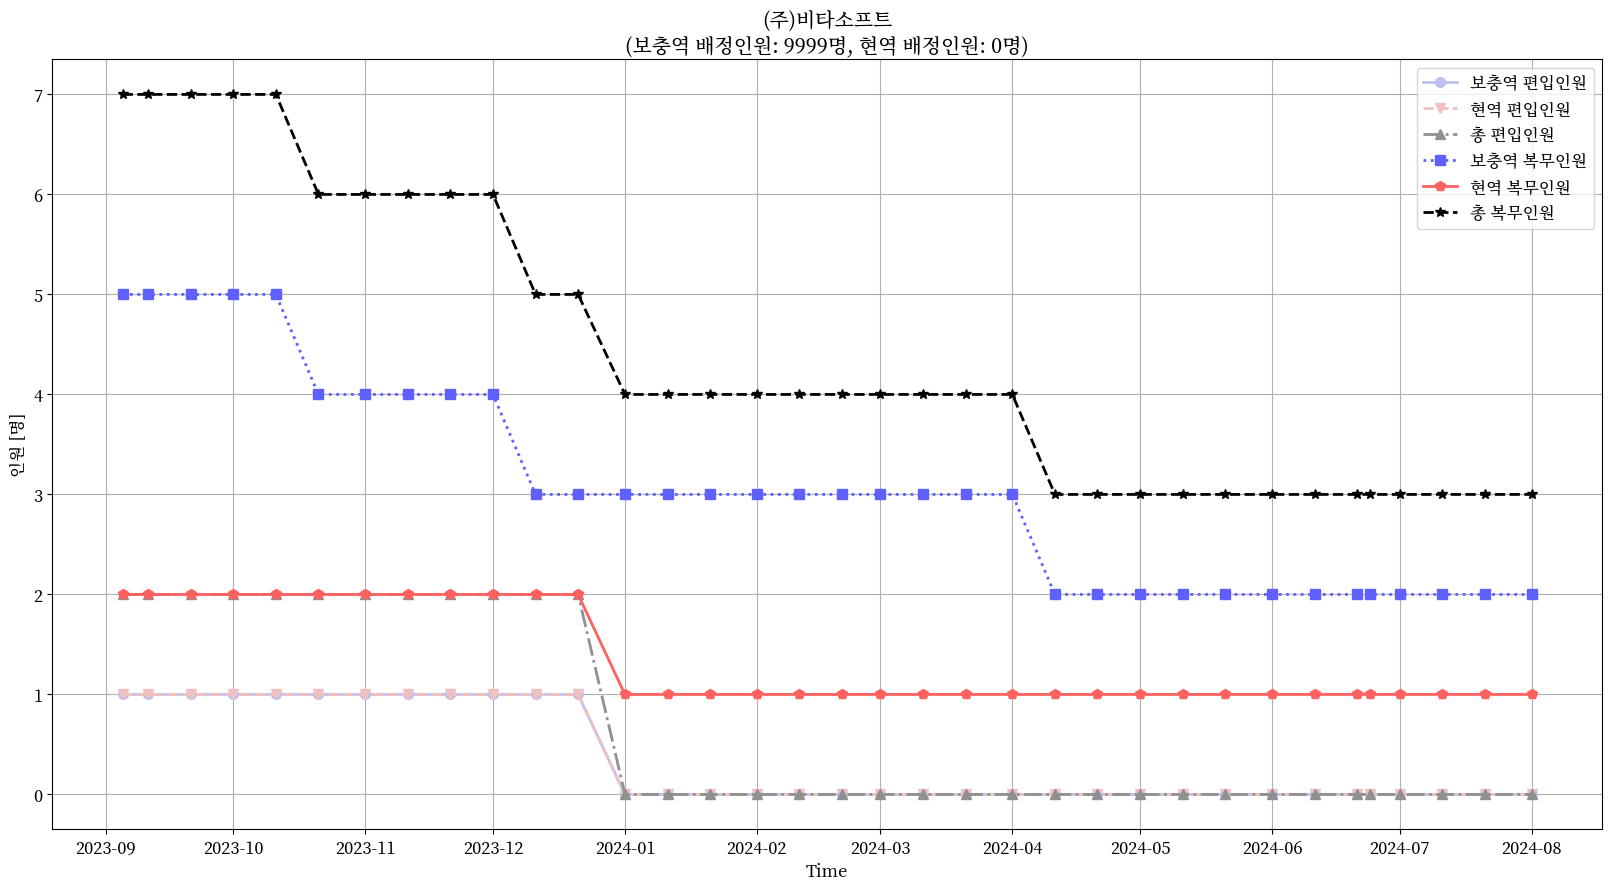 (주)비타소프트
(보충역 배정인원: 9999명, 현역 배정인원: 0명)
보충역 편입인원
현역 편입인원
총 편입인원
보충역 복무인원
현역 복무인원
총 복무인원
7
6
5
4
3
2
1
0
인원 [명]
2023-09 2023-10 2023-11 2023-12 2024-01 2024-02 2024-03 2024-04 2024-05 2024-06 2024-07 2024-08
Time